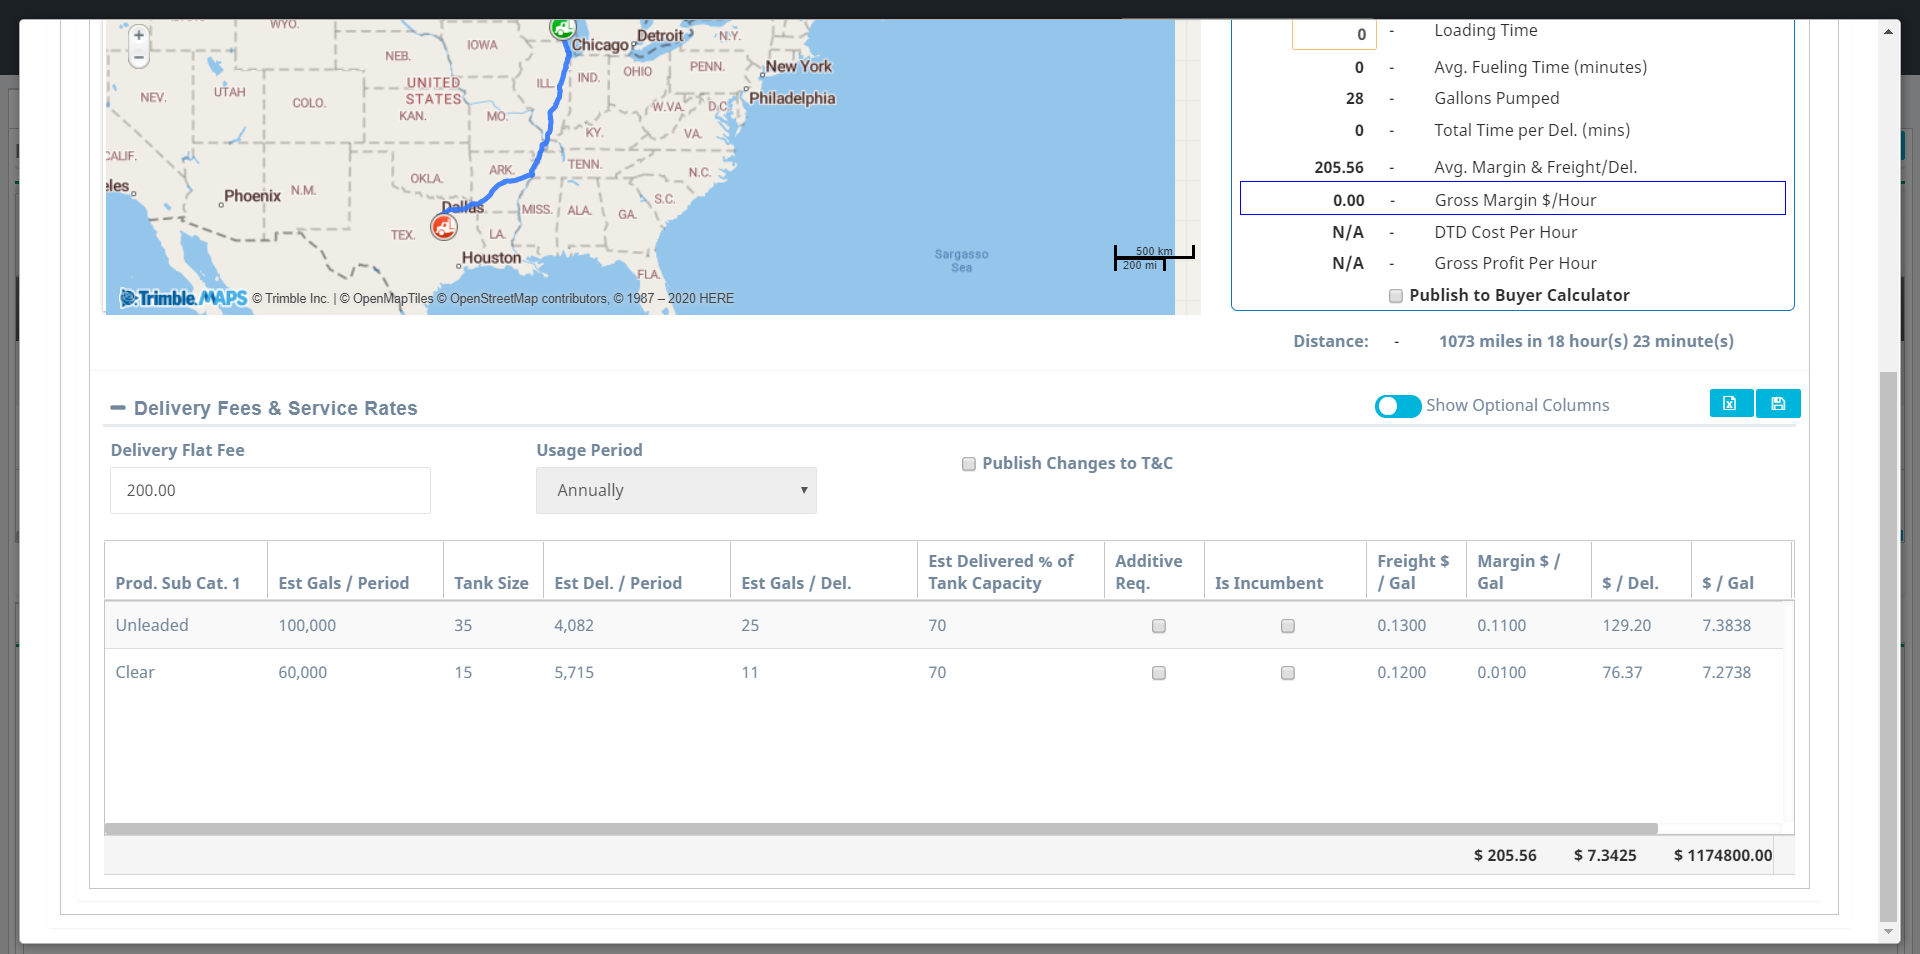 WYO.
IOWA
Chicago
Detroit
N.Y.
NEB.
NEV.
UTAH
COLO.
UNITED
STATES
KAN.
MO.
ILL.
IND.
OHIO
PENN.
New York
Philadelphia
W.VA.
D.C
KY.
VA.
CALIF.
TENN.
N.C.
ARK.
OKLA.
Phoenix
N.M.
Dallas
MISS.
ALA.
GA.
S.C.
TEX.
LA.
Houston
FLA.
Sargasso
Sea
500 km
200 mi
Trimble MAPS © Trimble Inc. | © OpenMapTiles © OpenStreetMap contributors, © 1987 – 2020 HERE
0 - Loading Time
0 - Avg. Fueling Time (minutes)
28 - Gallons Pumped
0 - Total Time per Del. (mins)
205.56 - Avg. Margin & Freight/Del.
0.00 - Gross Margin $/Hour
N/A - DTD Cost Per Hour
N/A - Gross Profit Per Hour
Publish to Buyer Calculator
Distance: - 1073 miles in 18 hour(s) 23 minute(s)
Delivery Fees & Service Rates
Show Optional Columns
Delivery Flat Fee
200.00
Usage Period
Annually
Publish Changes to T&C
Prod. Sub Cat. 1
Est Gals / Period
Tank Size
Est Del. / Period
Est Gals / Del.
Est Delivered % of
Tank Capacity
Additive
Req.
Is Incumbent
Freight $
/ Gal
Margin $ /
Gal
$ / Del.
$ / Gal
Unleaded 100,000 35 4,082 25 70 0.1300 0.1100 129.20 7.3838
Clear 60,000 15 5,715 11 70 0.1200 0.0100 76.37 7.2738
$ 205.56 $ 7.3425 $ 1174800.00